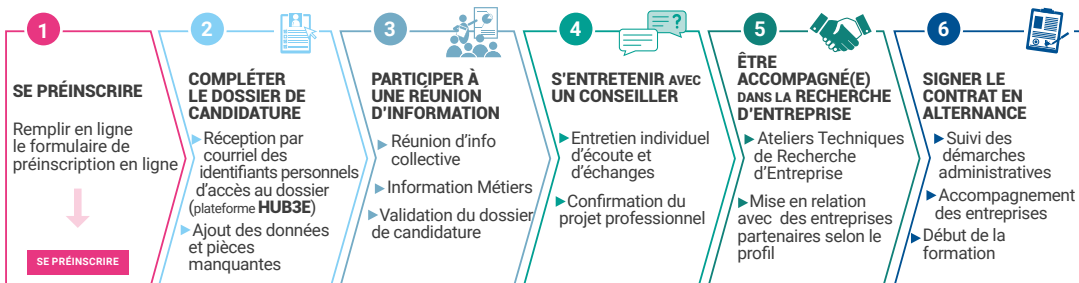 1
SE PRÉINSCRIRE
Remplir en ligne
le formulaire de
préinscription en ligne
SE PRÉINSCRIRE
2
COMPLÉTER
LE DOSSIER DE
CANDIDATURE
Réception par
courriel des
identifiants personnels
d'accès au dossier
(plateforme HUB3E)
Ajout des données
et pièces
manquantes
3
PARTICIPER À
UNE RÉUNION
D'INFORMATION
Réunion d'info
collective
Information Métiers
Validation du dossier
de candidature
4
?
S'ENTRETENIR AVEC
UN CONSEILLER
Entretien individuel
d'écoute et
d'échanges
Confirmation du
projet professionnel
5
ÊTRE
ACCOMPAGNÉ(E)
DANS LA RECHERCHE
D'ENTREPRISE
Ateliers Techniques
de Recherche
d'Entreprise
Mise en relation
avec des entreprises
partenaires selon le
profil
6
SIGNER LE
CONTRAT EN
ALTERNANCE
Suivi des
démarches
administratives
Accompagnement
des entreprises
Début de la
formation